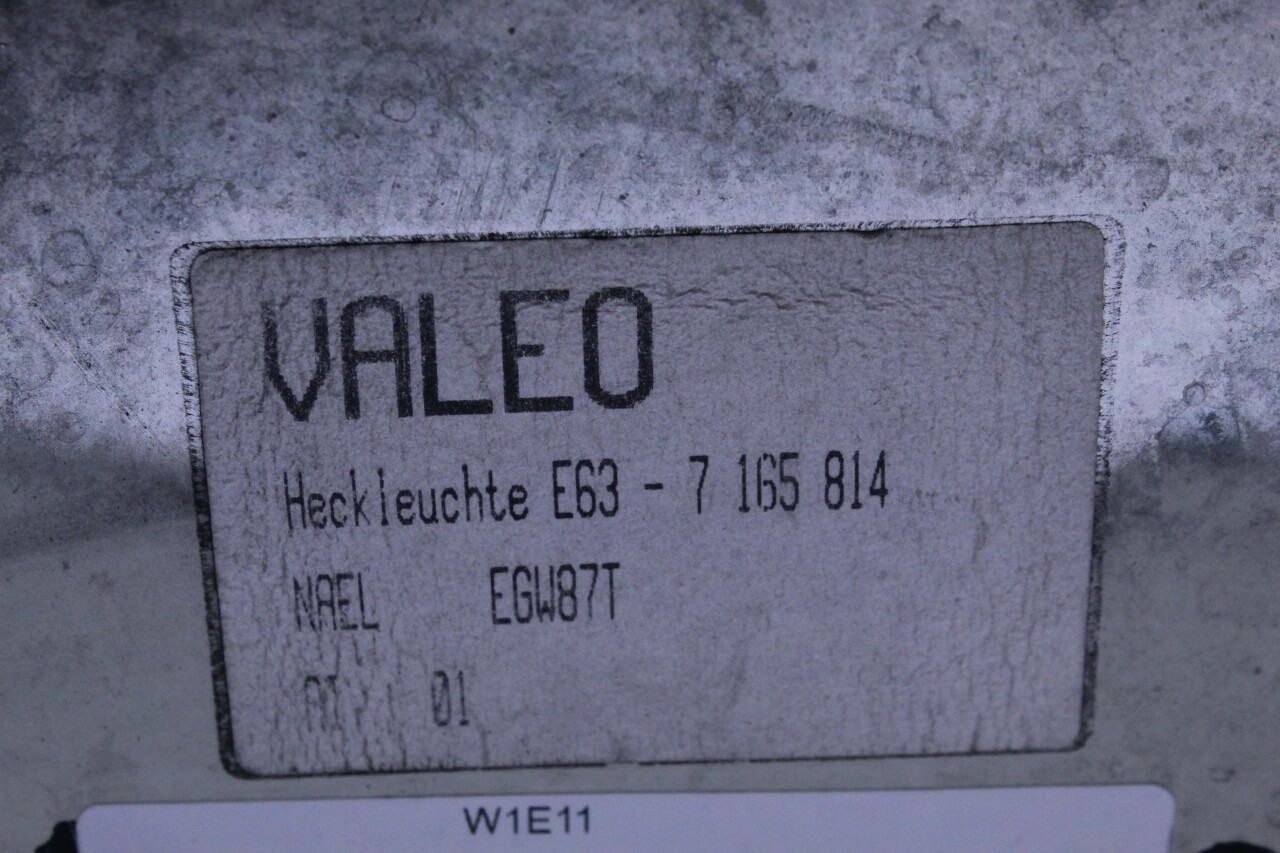 VALEO
Heckleuchte E63 - 7 165 814
NAEL EGW87T
01
W1E11